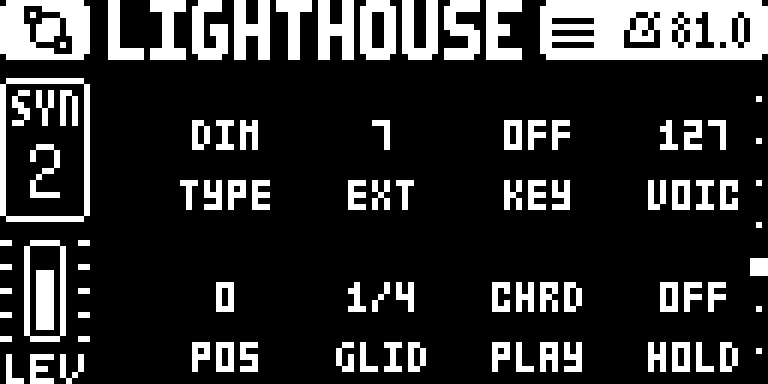 LIGHTHOUSE 81.0
SYN
2
DIM 7 OFF 127
TYPE EXT KEY VOIC
0 1/4 CHRD OFF
LEV POS GLID PLAY HOLD